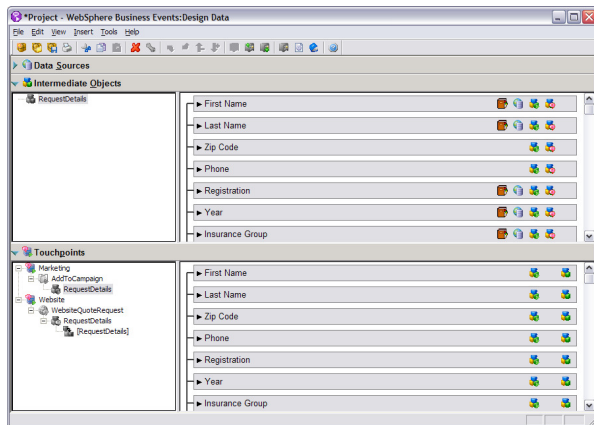 *Project - WebSphere Business Events:Design Data
File Edit View Insert Tools Help
Data Sources
Intermediate Objects
RequestDetails
First Name
Last Name
Zip Code
Phone
Registration
Year
Insurance Group
Touchpoints
Marketing
AddToCampaign
RequestDetails
Website
WebsiteQuoteRequest
RequestDetails
[RequestDetails]
First Name
Last Name
Zip Code
Phone
Registration
Year
Insurance Group